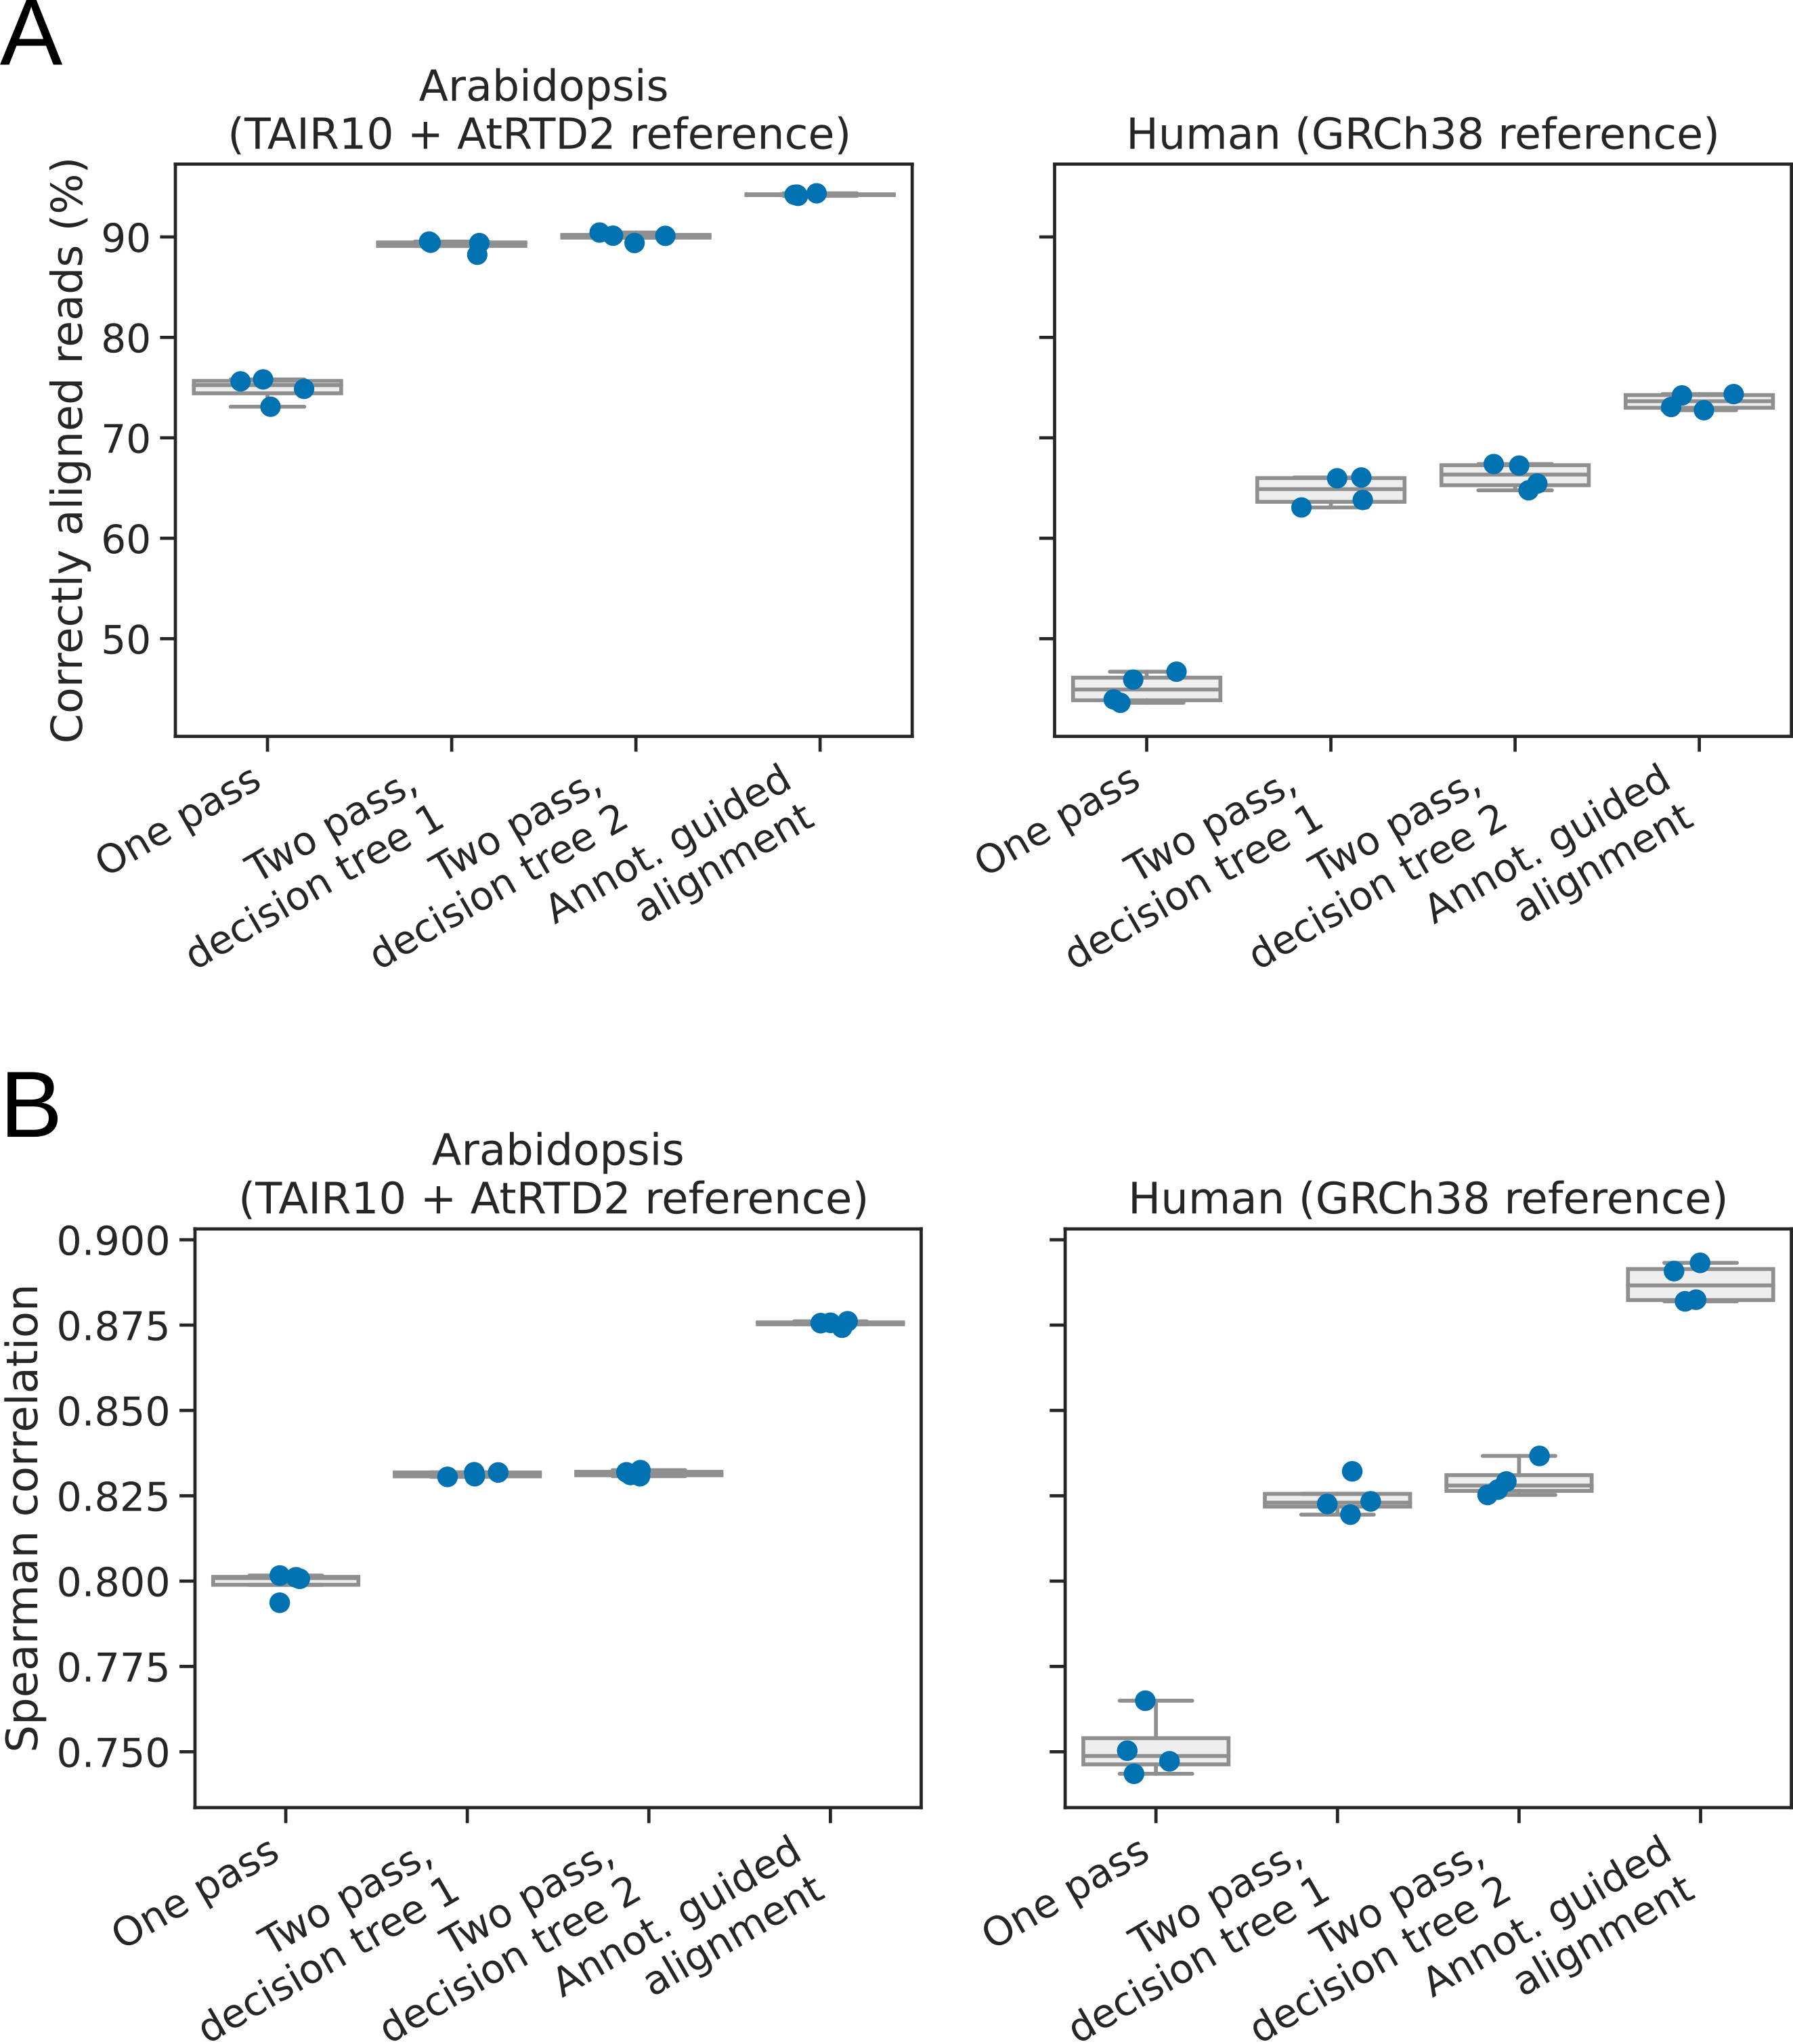 A
Arabidopsis
(TAIR10 + AtRTD2 reference)
Human (GRCh38 reference)
Correctly aligned reads (%)
90
80
70
60
50
One pass
Two pass,
decision tree 1
Two pass,
decision tree 2
Annot. guided
alignment
One pass
Two pass,
decision tree 1
Two pass,
decision tree 2
Annot. guided
alignment
B
Arabidopsis
(TAIR10 + AtRTD2 reference)
Human (GRCh38 reference)
Spearman correlation
0.900
0.875
0.850
0.825
0.800
0.775
0.750
One pass
Two pass,
decision tree 1
Two pass,
decision tree 2
Annot. guided
alignment
One pass
Two pass,
decision tree 1
Two pass,
decision tree 2
Annot. guided
alignment